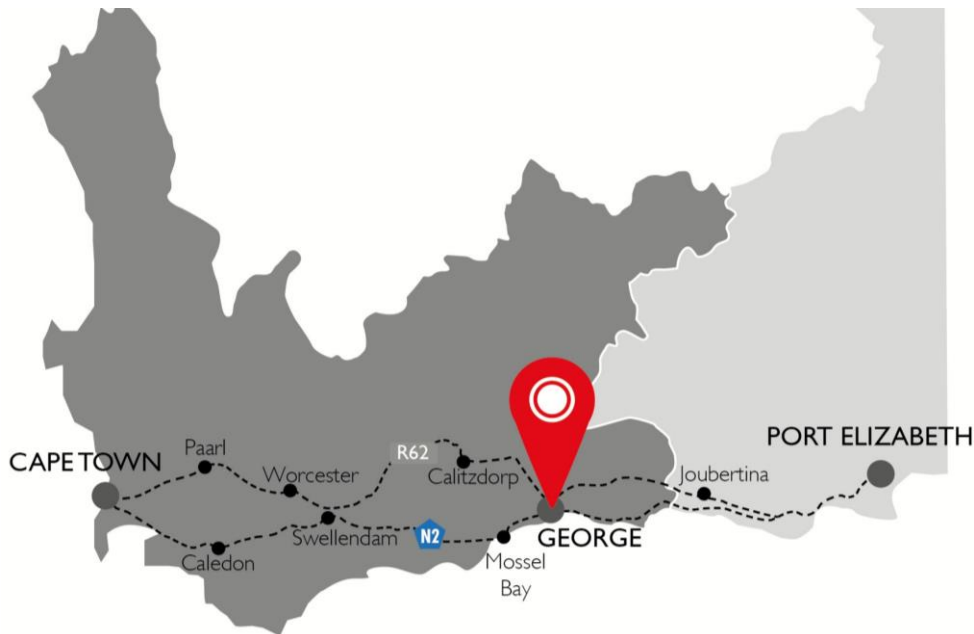 R62
PORT ELIZABETH
Paarl
CAPE TOWN
Worcester
Calitzdorp
Joubertina
Swellendam
N2
GEORGE
Caledon
Mossel
Bay